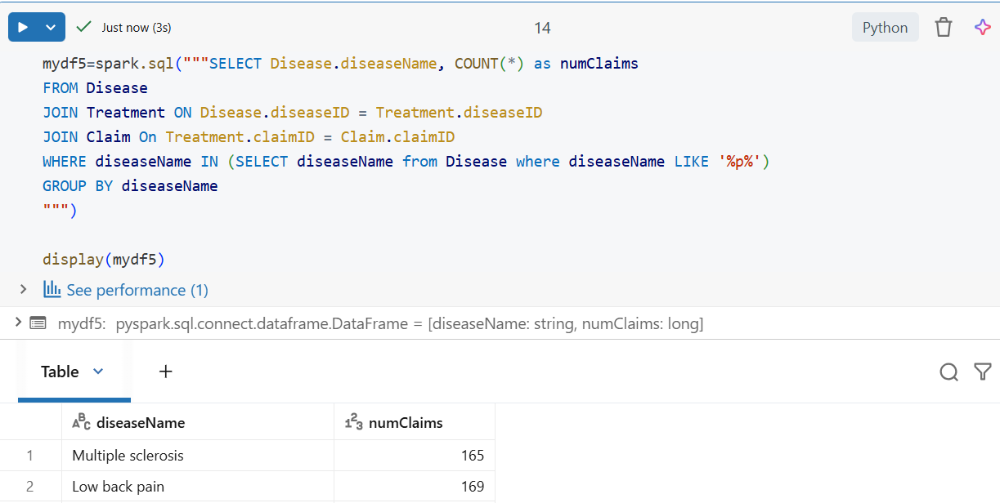 Just now (3s)
14
Python
mydf5=spark.sql("""SELECT Disease.diseaseName, COUNT(*) as numClaims
FROM Disease
JOIN Treatment ON Disease.diseaseID = Treatment.diseaseID
JOIN Claim On Treatment.claimID = Claim.claimID
WHERE diseaseName IN (SELECT diseaseName from Disease where diseaseName LIKE '%p%')
GROUP BY diseaseName
""")
display(mydf5)
See performance (1)
mydf5: pyspark.sql.connect.dataframe.DataFrame = [diseaseName: string, numClaims: long]
Table
+
ABC diseaseName 123 numClaims
1 Multiple sclerosis 165
2 Low back pain 169